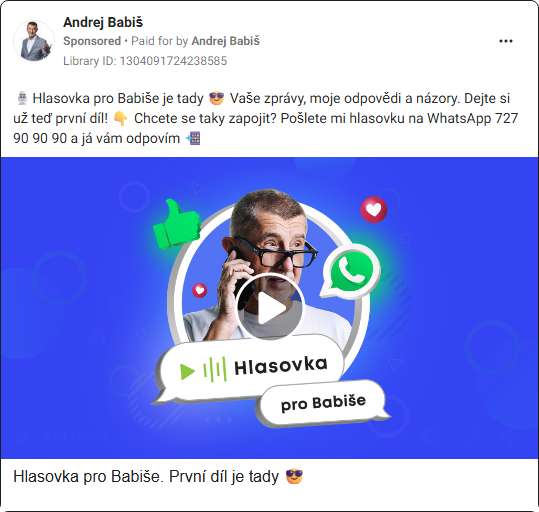 Andrej Babiš
Sponsored • Paid for by Andrej Babiš
Library ID: 1304091724238585
🎙️ Hlasovka pro Babiše je tady 😎 Vaše zprávy, moje odpovědi a názory. Dejte si
už teď první díl! 👇 Chcete se taky zapojit? Pošlete mi hlasovku na WhatsApp 727
90 90 90 a já vám odpovím 📲
Hlasovka
pro Babiše
Hlasovka pro Babiše. První díl je tady 😎